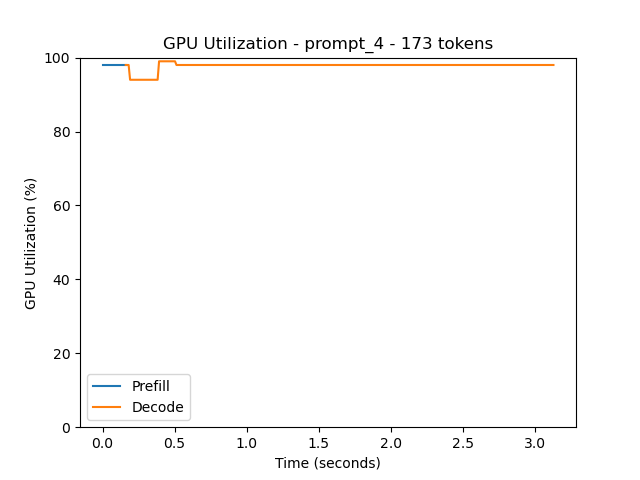 GPU Utilization - prompt_4 - 173 tokens
100
80
60
40
20
0
GPU Utilization (%)
Prefill
Decode
0.0 0.5 1.0 1.5 2.0 2.5 3.0
Time (seconds)